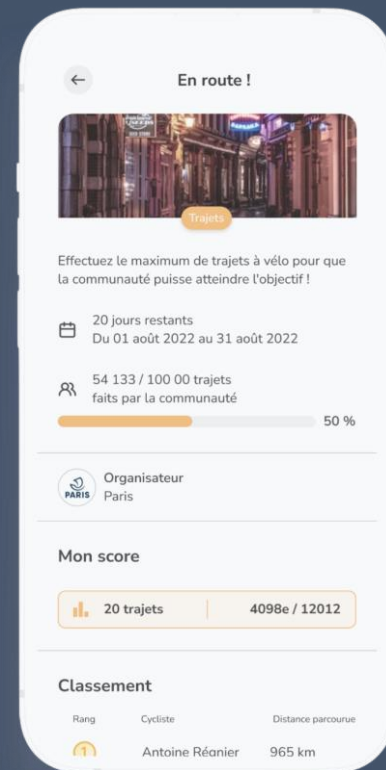 En route !
Trajets
Effectuez le maximum de trajets à vélo pour que
la communauté puisse atteindre l'objectif !
20 jours restants
Du 01 août 2022 au 31 août 2022
54 133 / 100 00 trajets
faits par la communauté
50 %
PARIS
Organisateur
Paris
Mon score
20 trajets
4098e / 12012
Classement
Rang Cycliste Distance parcourue
1 Antoine Régnier 965 km